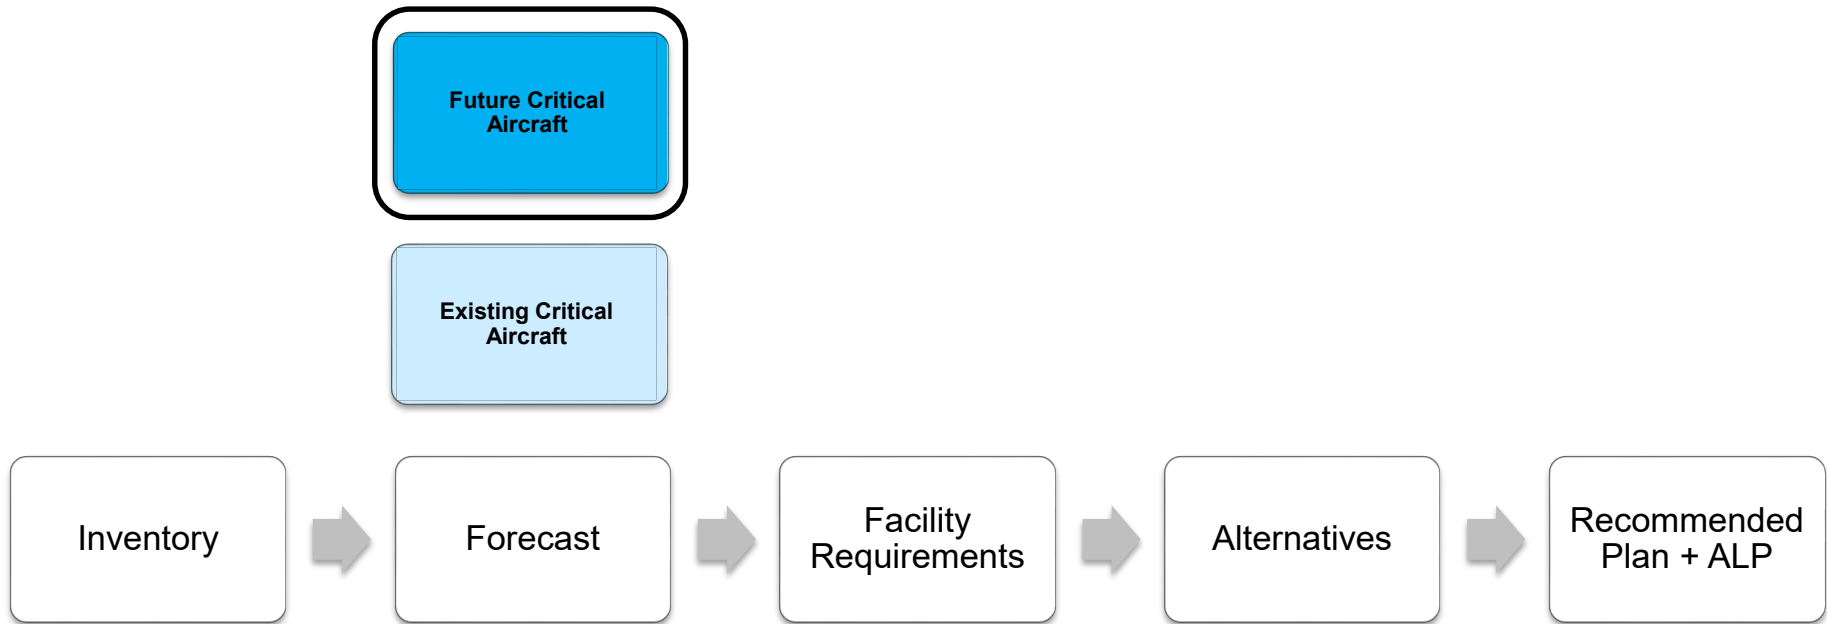 Future Critical
Aircraft
Existing Critical
Aircraft
Inventory
Forecast
Facility
Requirements
Alternatives
Recommended
Plan + ALP